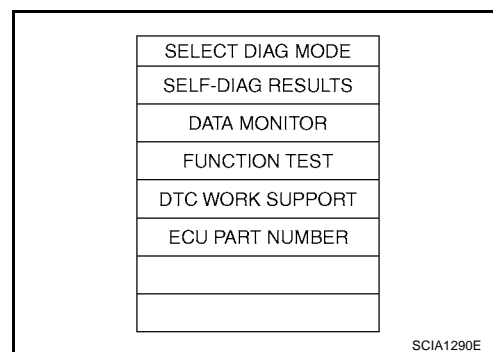 SELECT DIAG MODE
SELF-DIAG RESULTS
DATA MONITOR
FUNCTION TEST
DTC WORK SUPPORT
ECU PART NUMBER
SCIA1290E